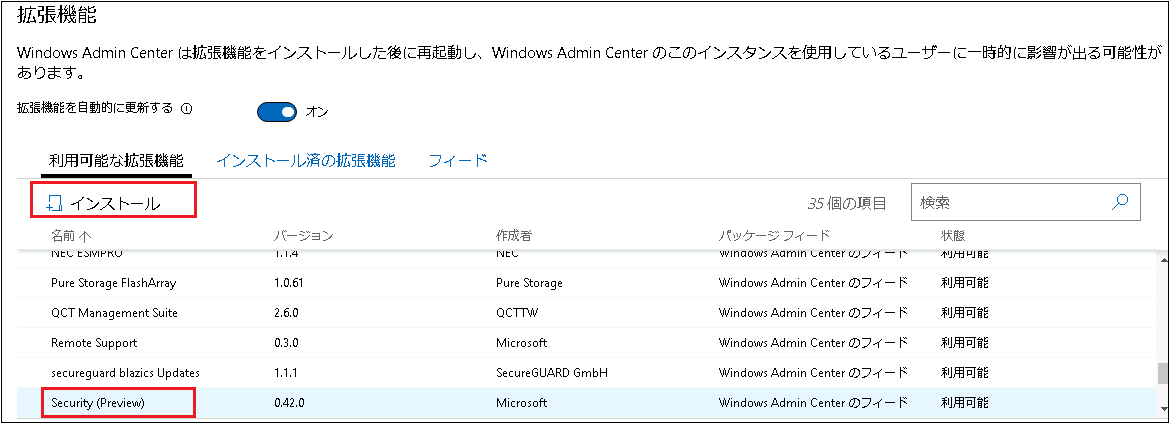 拡張機能
Windows Admin Center は拡張機能をインストールした後に再起動し、Windows Admin Center のこのインスタンスを使用しているユーザーに一時的に影響が出る可能性が
あります。
拡張機能を自動的に更新する オン
利用可能な拡張機能 インストール済の拡張機能 フィード
インストール 35 個の項目 検索
名前 バージョン 作成者 パッケージ フィード 状態
NEC ESMPRO 1.1.4 NEC Windows Admin Center のフィード 利用可能
Pure Storage FlashArray 1.0.61 Pure Storage Windows Admin Center のフィード 利用可能
QCT Management Suite 2.6.0 QCTTW Windows Admin Center のフィード 利用可能
Remote Support 0.3.0 Microsoft Windows Admin Center のフィード 利用可能
secureguard blazics Updates 1.1.1 SecureGUARD GmbH Windows Admin Center のフィード 利用可能
Security (Preview) 0.42.0 Microsoft Windows Admin Center のフィード 利用可能